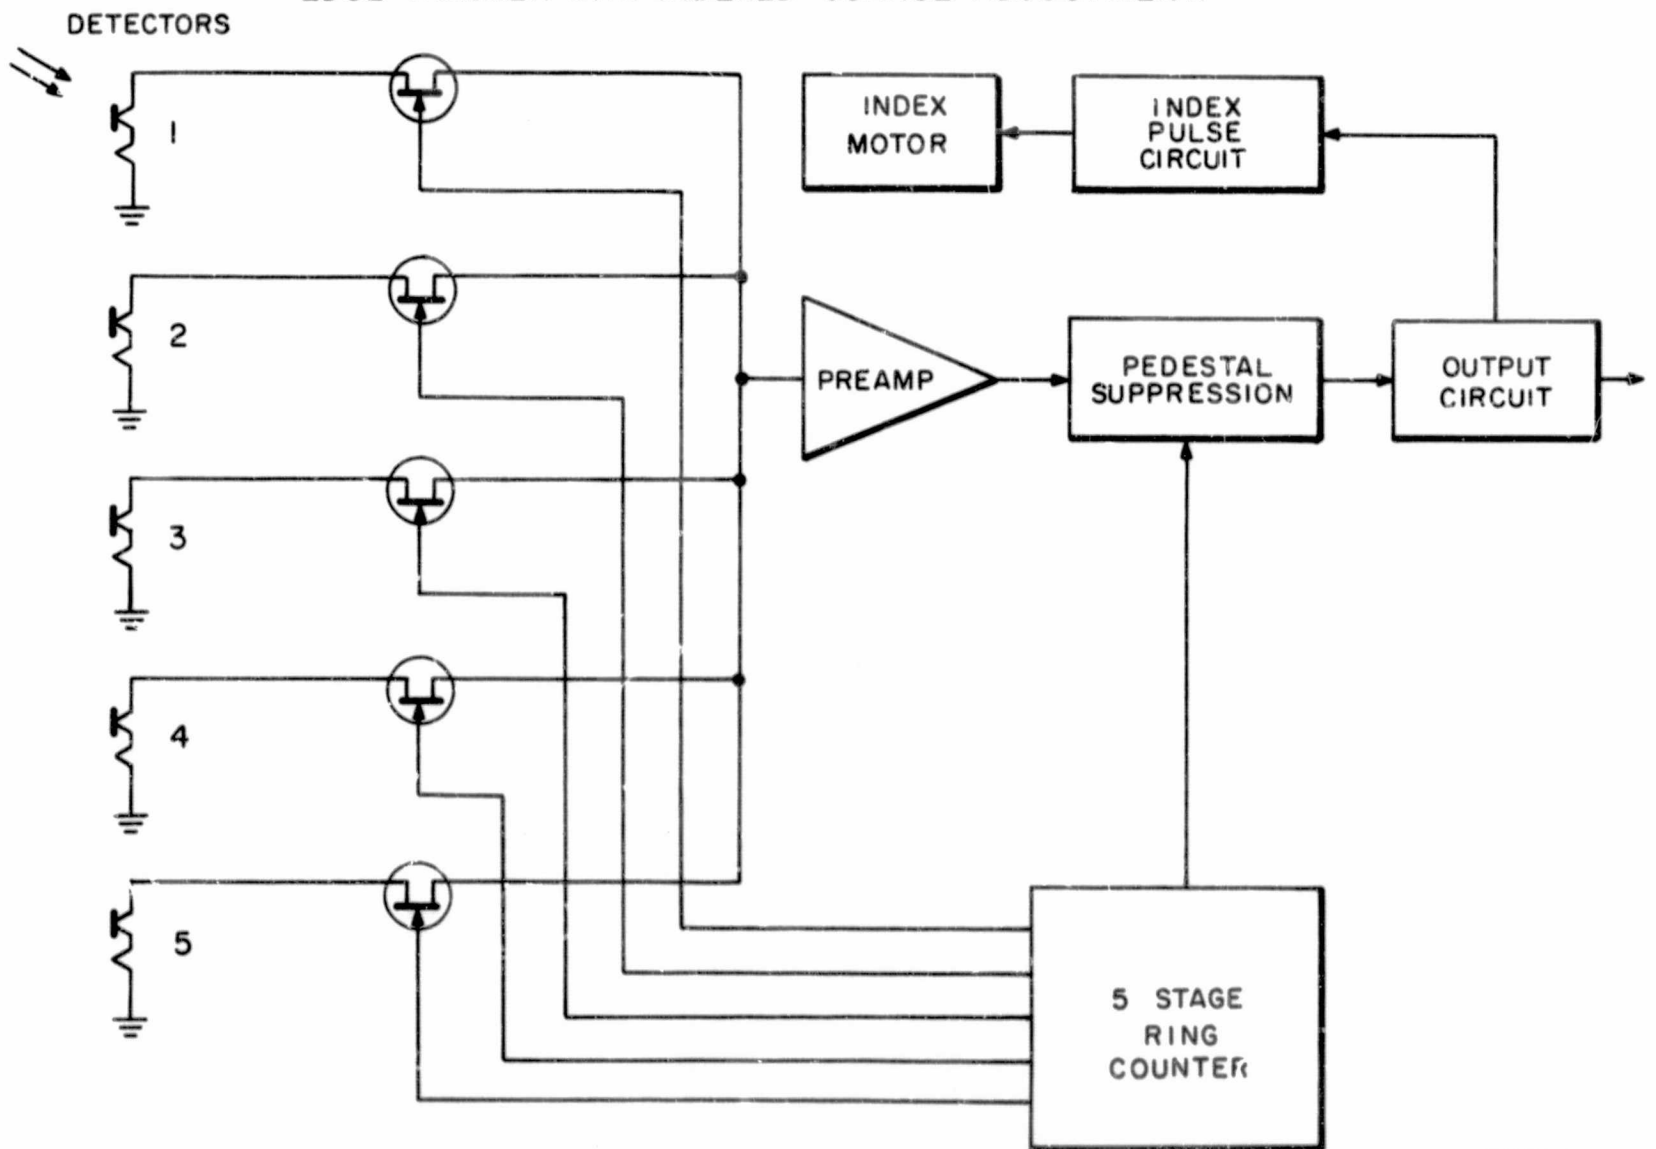 DETECTORS
1
2
3
4
5
INDEX
MOTOR
INDEX
PULSE
CIRCUIT
PREAMP
PEDESTAL
SUPPRESSION
OUTPUT
CIRCUIT
5 STAGE
RING
COUNTER